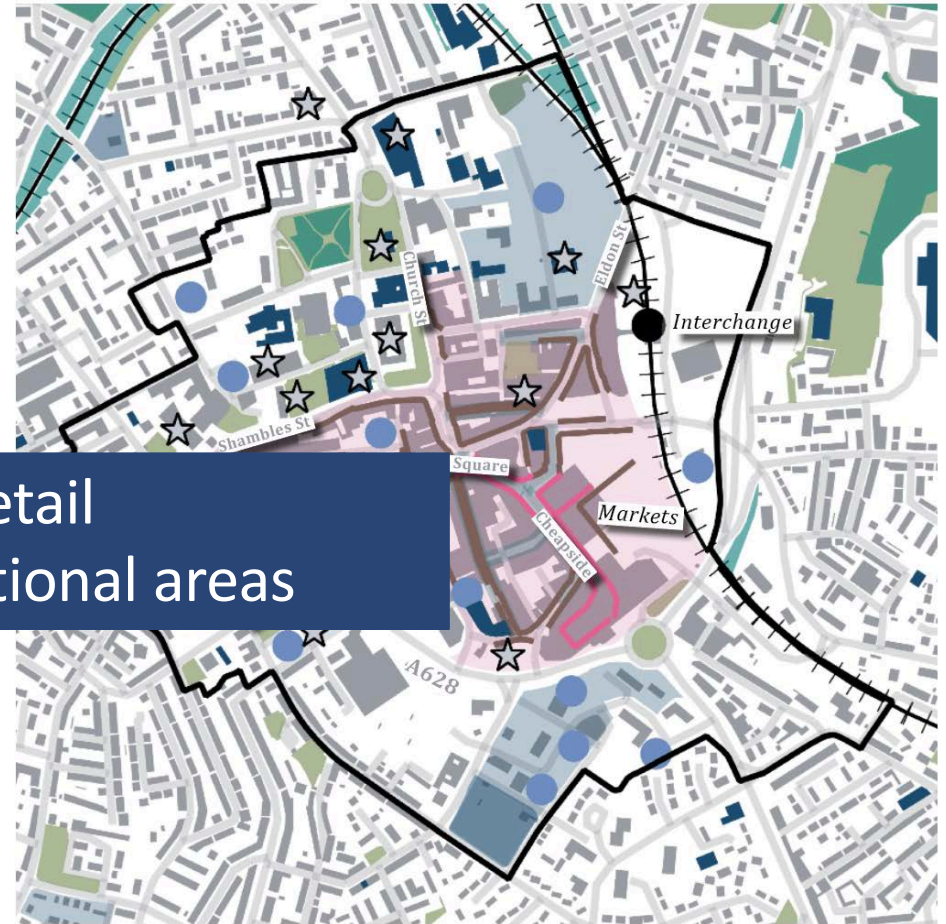 Church St
Eldon St
Interchange
Shambles St
Square
Markets
Cheapside
etail
tional areas
A628